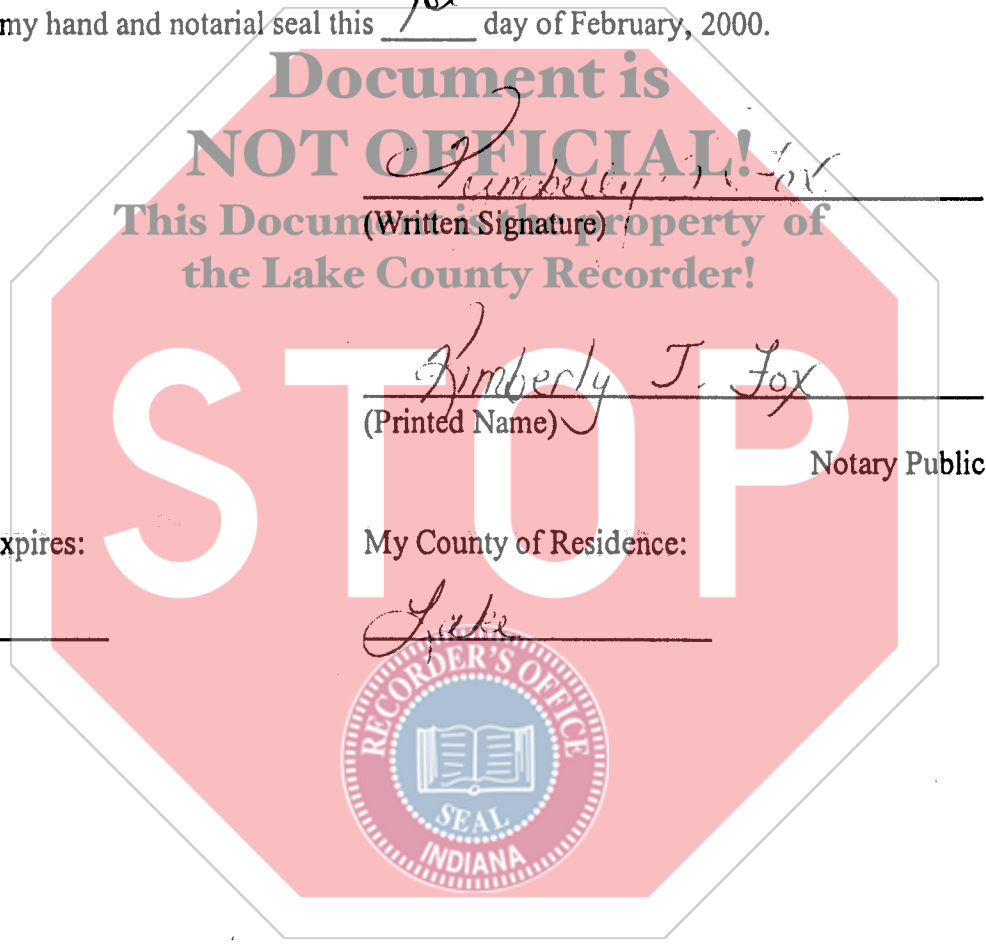 my hand and notarial seal this day of February, 2000.
Document is
NOT OFFICIAL!
Kimberly Fox
(Written Signature)
This Document is the property of
the Lake County Recorder!
Kimberly J. Fox
(Printed Name)
Notary Public
STOP
xpires:
My County of Residence:
Lake
RECORDER'S OFFICE
SEAL
INDIANA